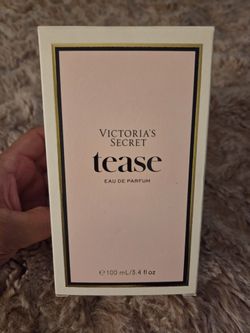 VICTORIA'S
SECRET
tease
EAU DE PARFUM
℮ 100 mL/3.4 fl oz